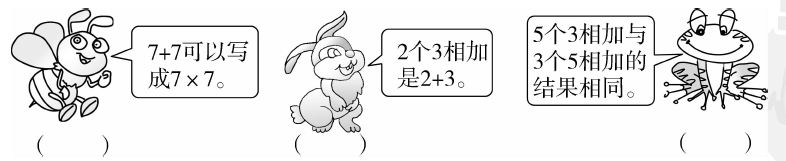 7+7可以写
成7×7。
2个3相加
是2+3。
5个3相加与
3个5相加的
结果相同。
(    ) (    ) (    )